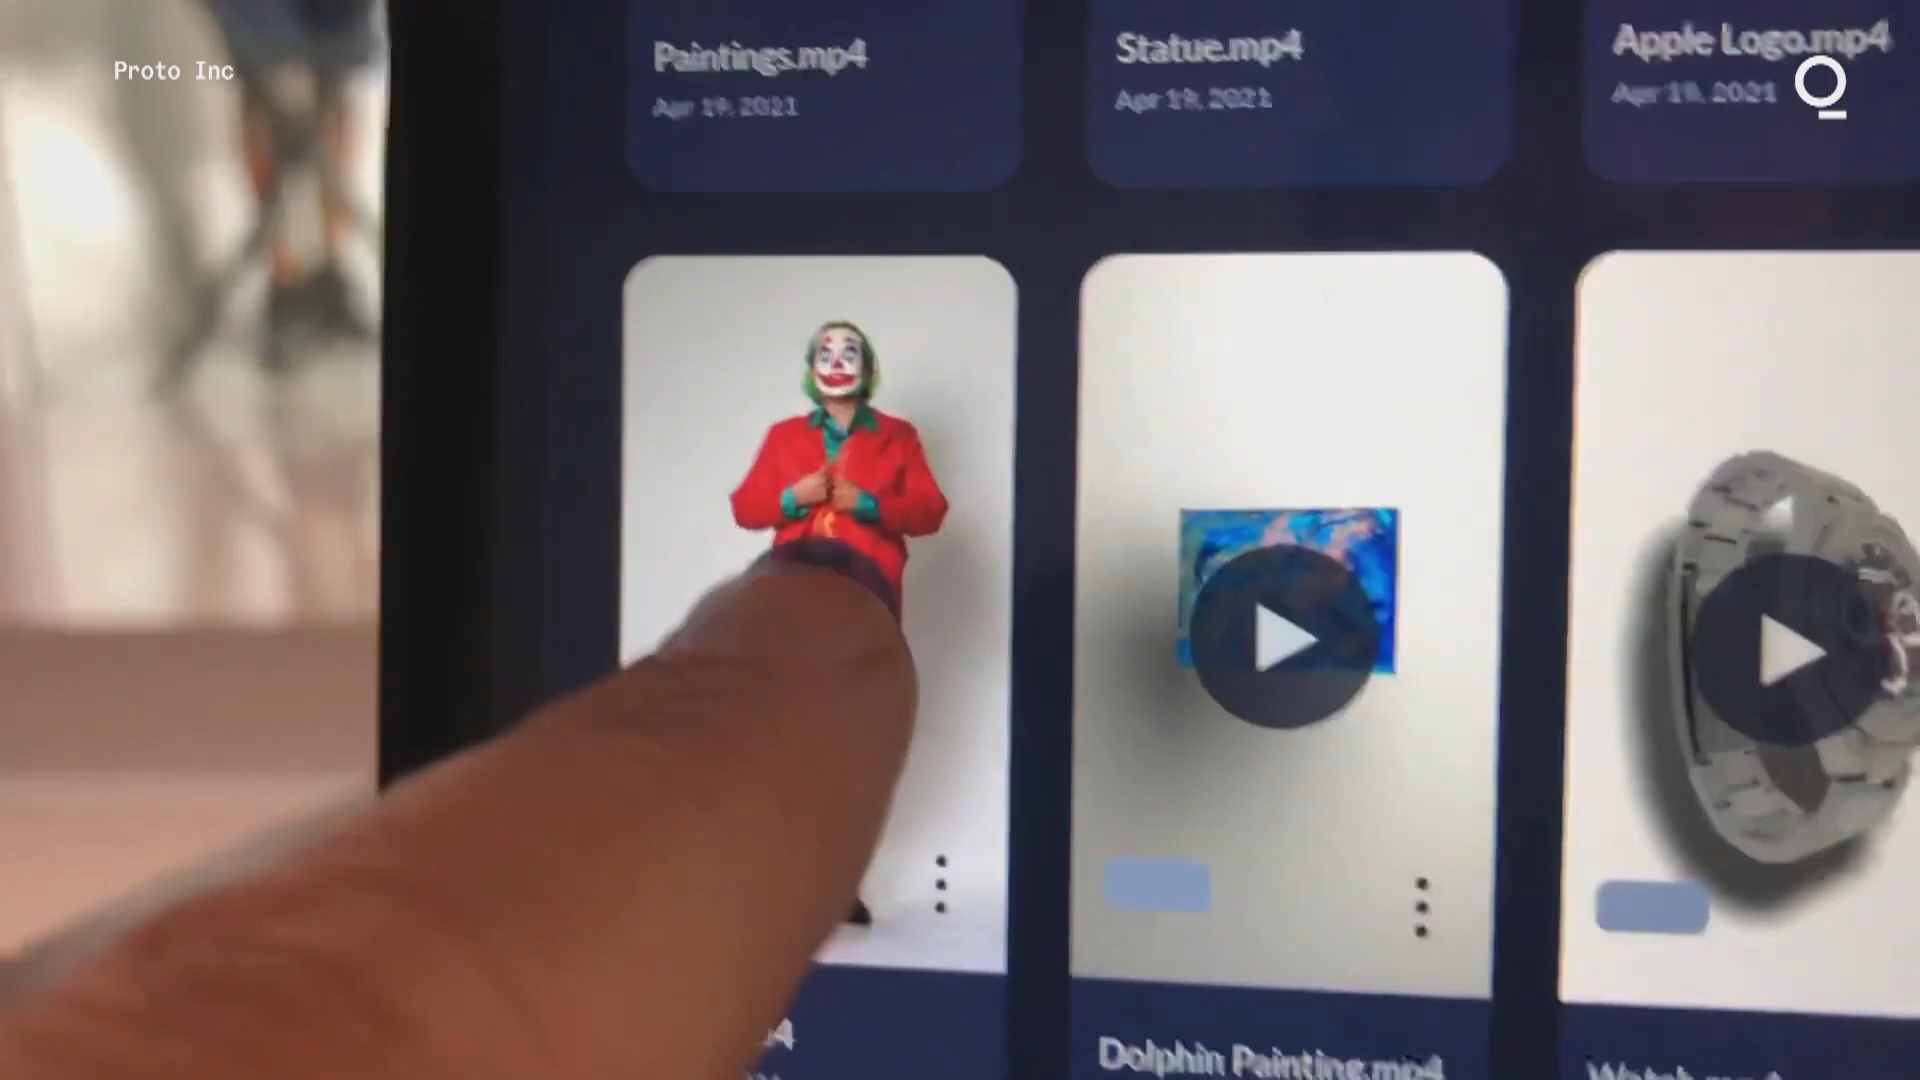 Proto Inc
Paintings.mp4
Apr 19, 2021
Statue.mp4
Apr 19, 2021
Apple Logo.mp4
Apr 19, 2021
Dolphin Painting.mp4